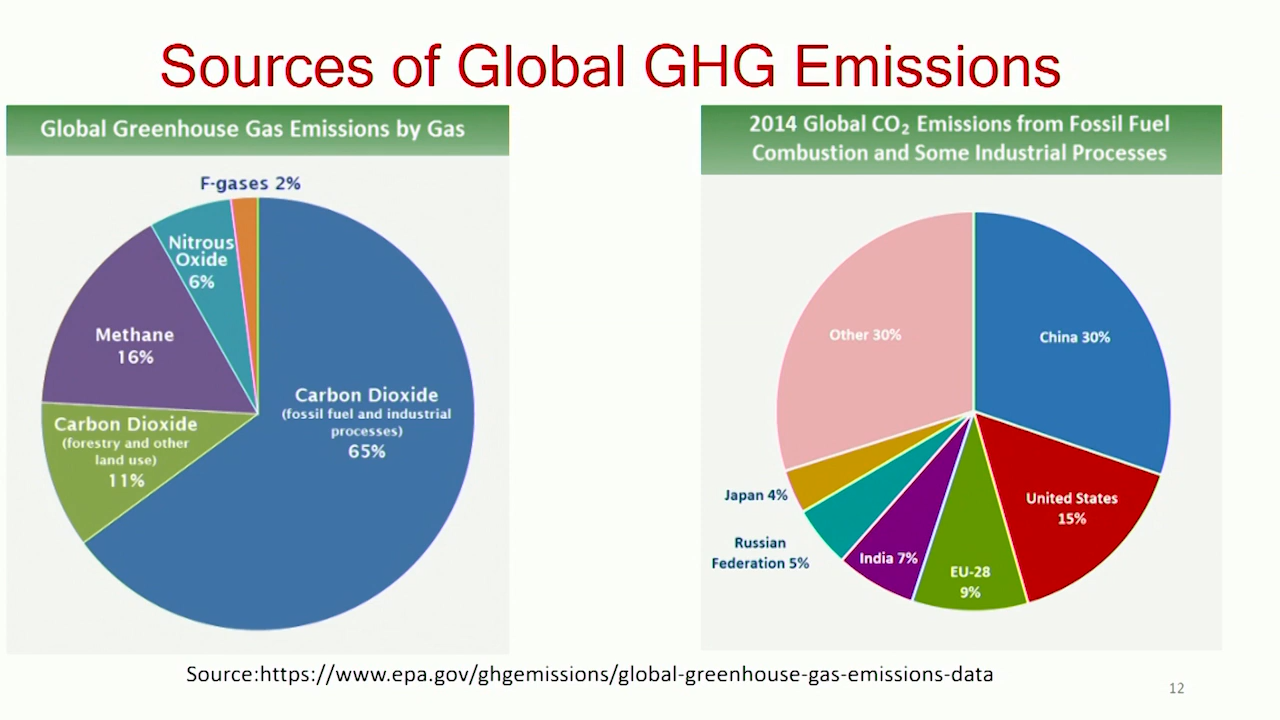 Sources of Global GHG Emissions
Global Greenhouse Gas Emissions by Gas
F-gases 2%
Nitrous
Oxide
6%
Methane
16%
Carbon Dioxide
(forestry and other
land use)
11%
Carbon Dioxide
(fossil fuel and industrial
processes)
65%
2014 Global CO₂ Emissions from Fossil Fuel
Combustion and Some Industrial Processes
Other 30%
China 30%
Japan 4%
United States
15%
Russian
Federation 5%
India 7%
EU-28
9%
Source:https://www.epa.gov/ghgemissions/global-greenhouse-gas-emissions-data
12